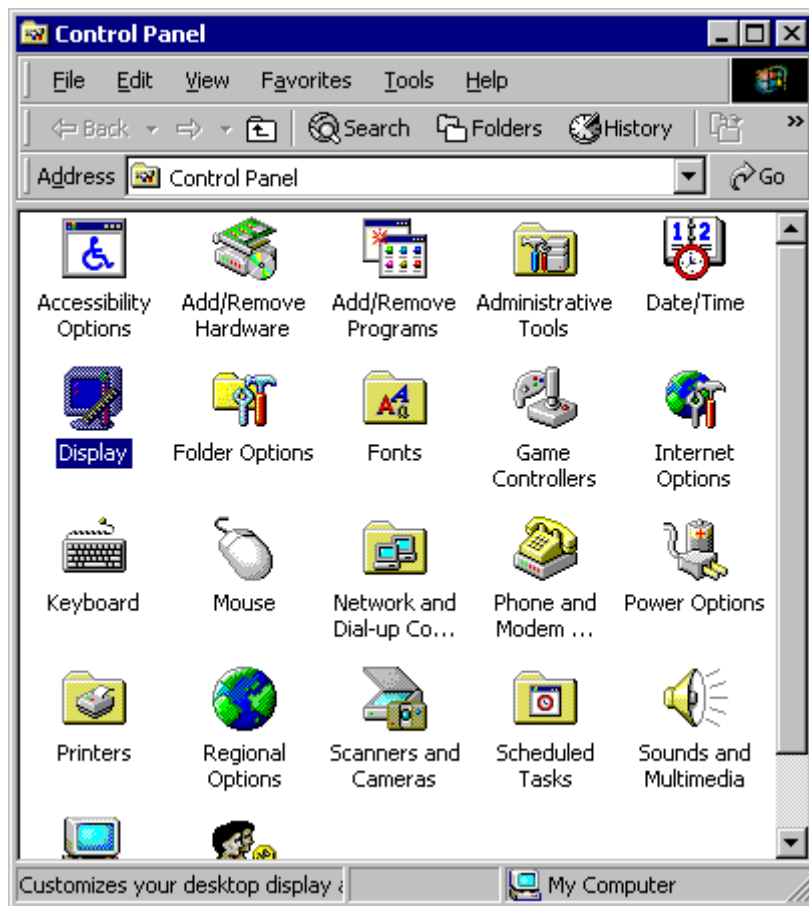 Control Panel
File Edit View Favorites Tools Help
Back Search Folders History »
Address Control Panel Go
Accessibility Options
Add/Remove Hardware
Add/Remove Programs
Administrative Tools
1 2
Date/Time
Display
Folder Options
Fonts
Game Controllers
Internet Options
Keyboard
Mouse
Network and Dial-up Co...
Phone and Modem ...
Power Options
Printers
Regional Options
Scanners and Cameras
Scheduled Tasks
Sounds and Multimedia
Customizes your desktop display My Computer